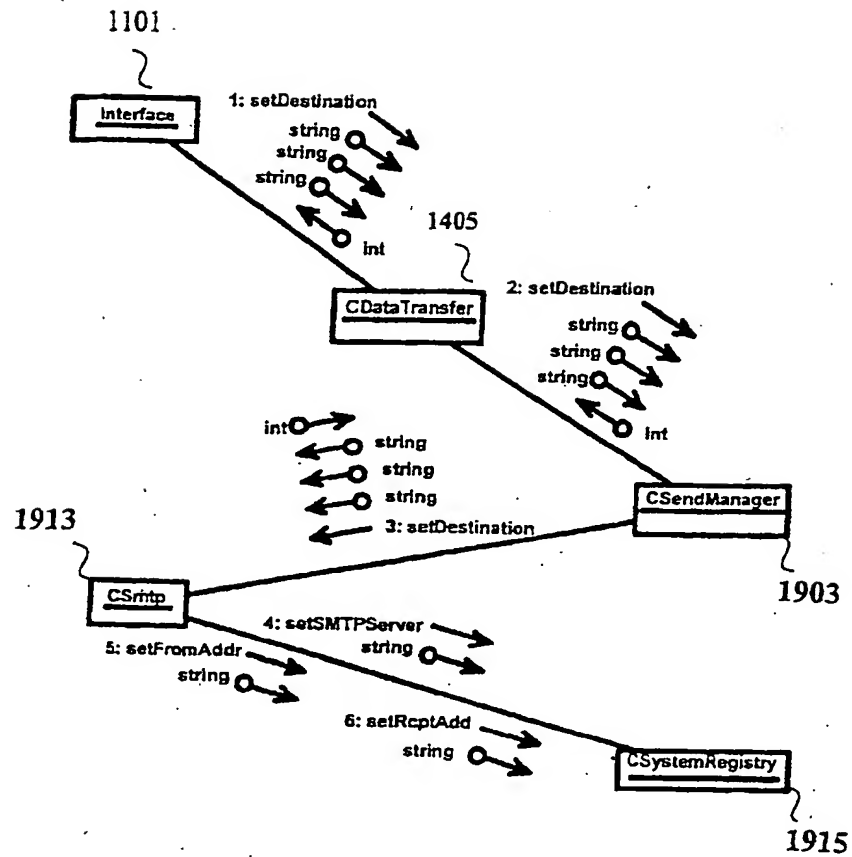 1101
Interface
1: setDestination
string
string
string
int
1405
CDataTransfer
2: setDestination
string
string
string
int
int
string
string
string
3: setDestination
CSendManager
1903
1913
CSmtp
4: setSMTPServer
string
5: setFromAddr
string
6: setRcptAdd
string
CSystemRegistry
1915